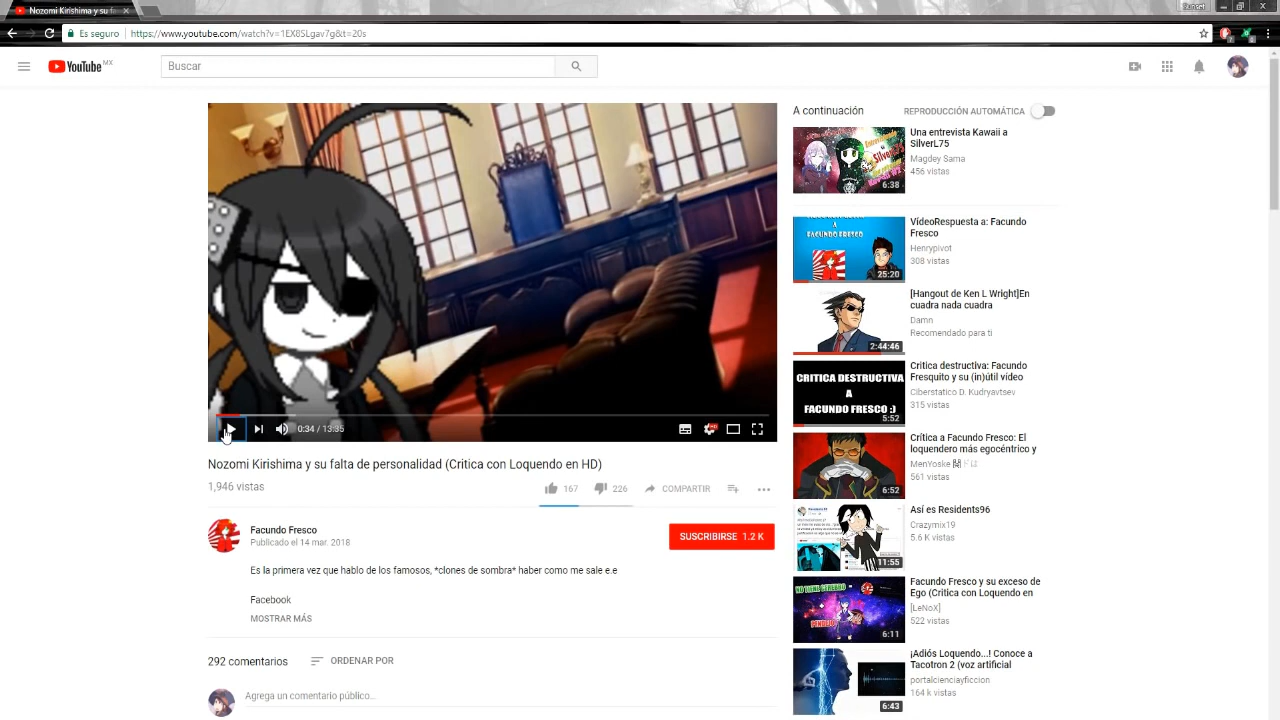 Nozomi Kirishima y su f
Sunset
Es seguro
https://www.youtube.com/watch?v=1EX8SLgav7g&t=20s
YouTube MX
Buscar
0:34 / 13:35
HD
Nozomi Kirishima y su falta de personalidad (Critica con Loquendo en HD)
1,946 vistas
167
226
COMPARTIR
Facundo Fresco
Publicado el 14 mar. 2018
SUSCRIBIRSE 1.2 K
Es la primera vez que hablo de los famosos, *clones de sombra* haber como me sale e.e
Facebook
MOSTRAR MÁS
292 comentarios
ORDENAR POR
Agrega un comentario público...
A continuación
REPRODUCCIÓN AUTOMÁTICA
6:38
Una entrevista Kawaii a
SilverL75
Magdey Sama
456 vistas
A FACUNDO FRESCO
25:20
VídeoRespuesta a: Facundo
Fresco
Henrypivot
308 vistas
2:44:46
[Hangout de Ken L Wright]En
cuadra nada cuadra
Damn
Recomendado para ti
CRITICA DESTRUCTIVA
A
FACUNDO FRESCO :)
5:52
Critica destructiva: Facundo
Fresquito y su (in)útil vídeo
Ciberstatico D. Kudryavtsev
315 vistas
6:52
Crítica a Facundo Fresco: El
loquendero más egocéntrico y
MenYoske
561 vistas
11:55
Así es Residents96
Crazymix19
5.6 K vistas
6:11
Facundo Fresco y su exceso de
Ego (Critica con Loquendo en
[LeNoX]
522 vistas
6:43
¡Adiós Loquendo...! Conoce a
Tacotron 2 (voz artificial
portalcienciayficcion
164 k vistas